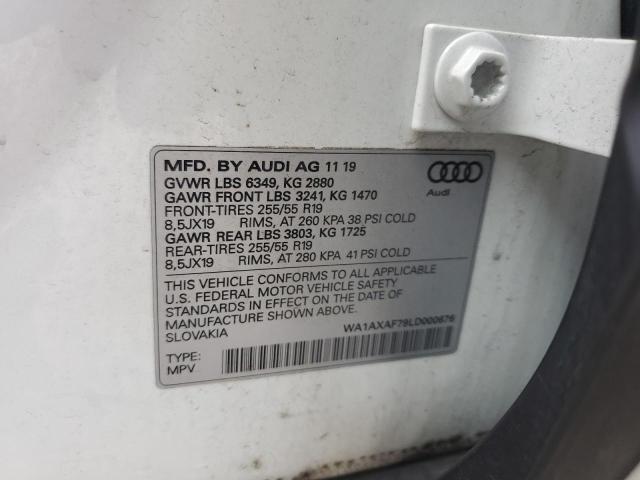 MFD. BY AUDI AG 11 19
GVWR LBS 6349, KG 2880
GAWR FRONT LBS 3241, KG 1470
FRONT-TIRES 255/55 R19
8,5JX19 RIMS, AT 260 KPA 38 PSI COLD
GAWR REAR LBS 3803, KG 1725
REAR-TIRES 255/55 R19
8,5JX19 RIMS, AT 280 KPA 41 PSI COLD
Audi
THIS VEHICLE CONFORMS TO ALL APPLICABLE
U.S. FEDERAL MOTOR VEHICLE SAFETY
STANDARDS IN EFFECT ON THE DATE OF
MANUFACTURE SHOWN ABOVE.
SLOVAKIA
WA1AXAF79LD000676
TYPE:
MPV